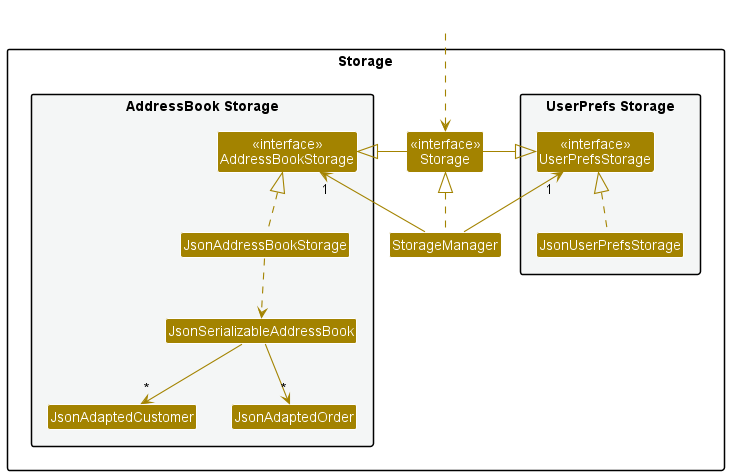 Storage
AddressBook Storage
UserPrefs Storage
«interface»
AddressBookStorage
«interface»
Storage
«interface»
UserPrefsStorage
1
1
JsonAddressBookStorage
StorageManager
JsonUserPrefsStorage
JsonSerializableAddressBook
*
*
JsonAdaptedCustomer
JsonAdaptedOrder